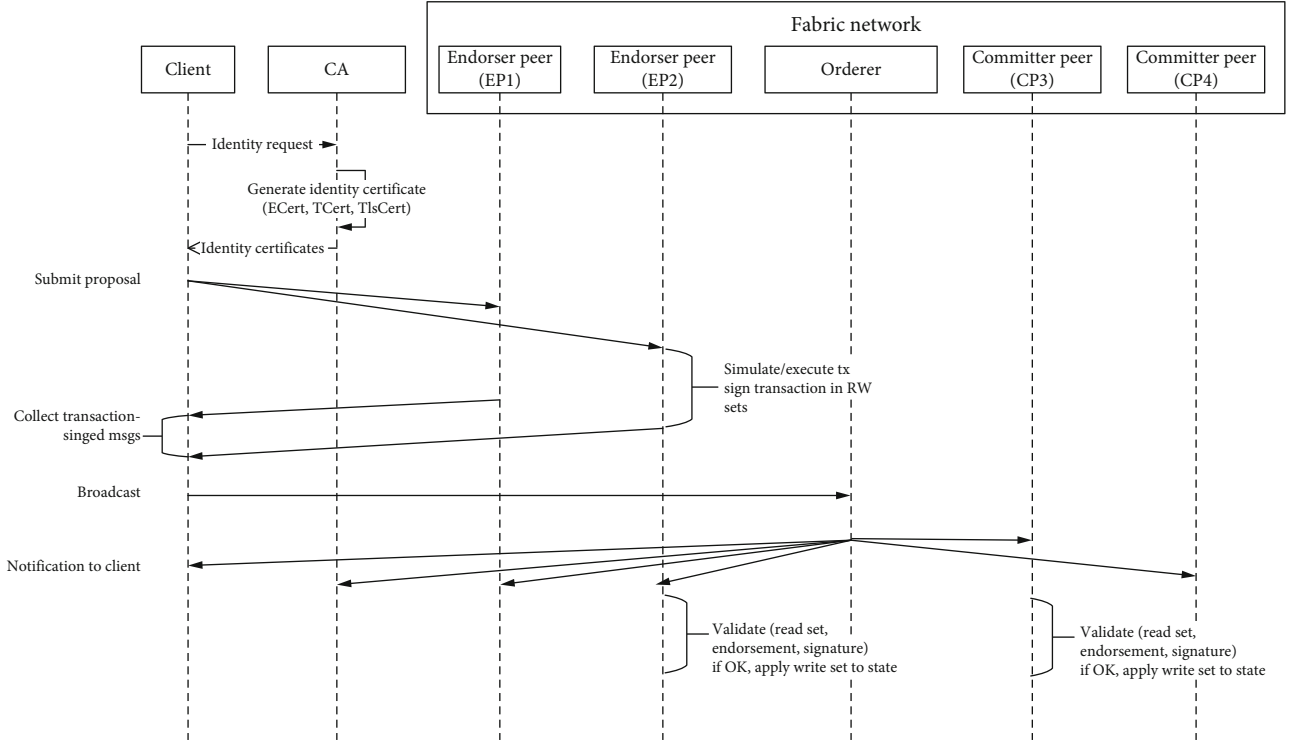 Fabric network
Client
CA
Endorser peer
(EP1)
Endorser peer
(EP2)
Orderer
Committer peer
(CP3)
Committer peer
(CP4)
Identity request
Generate identity certificate
(ECert, TCert, TlsCert)
Identity certificates
Submit proposal
Simulate/execute tx
sign transaction in RW
sets
Collect transaction-
singed msgs
Broadcast
Notification to client
Validate (read set,
endorsement, signature)
if OK, apply write set to state
Validate (read set,
endorsement, signature)
if OK, apply write set to state